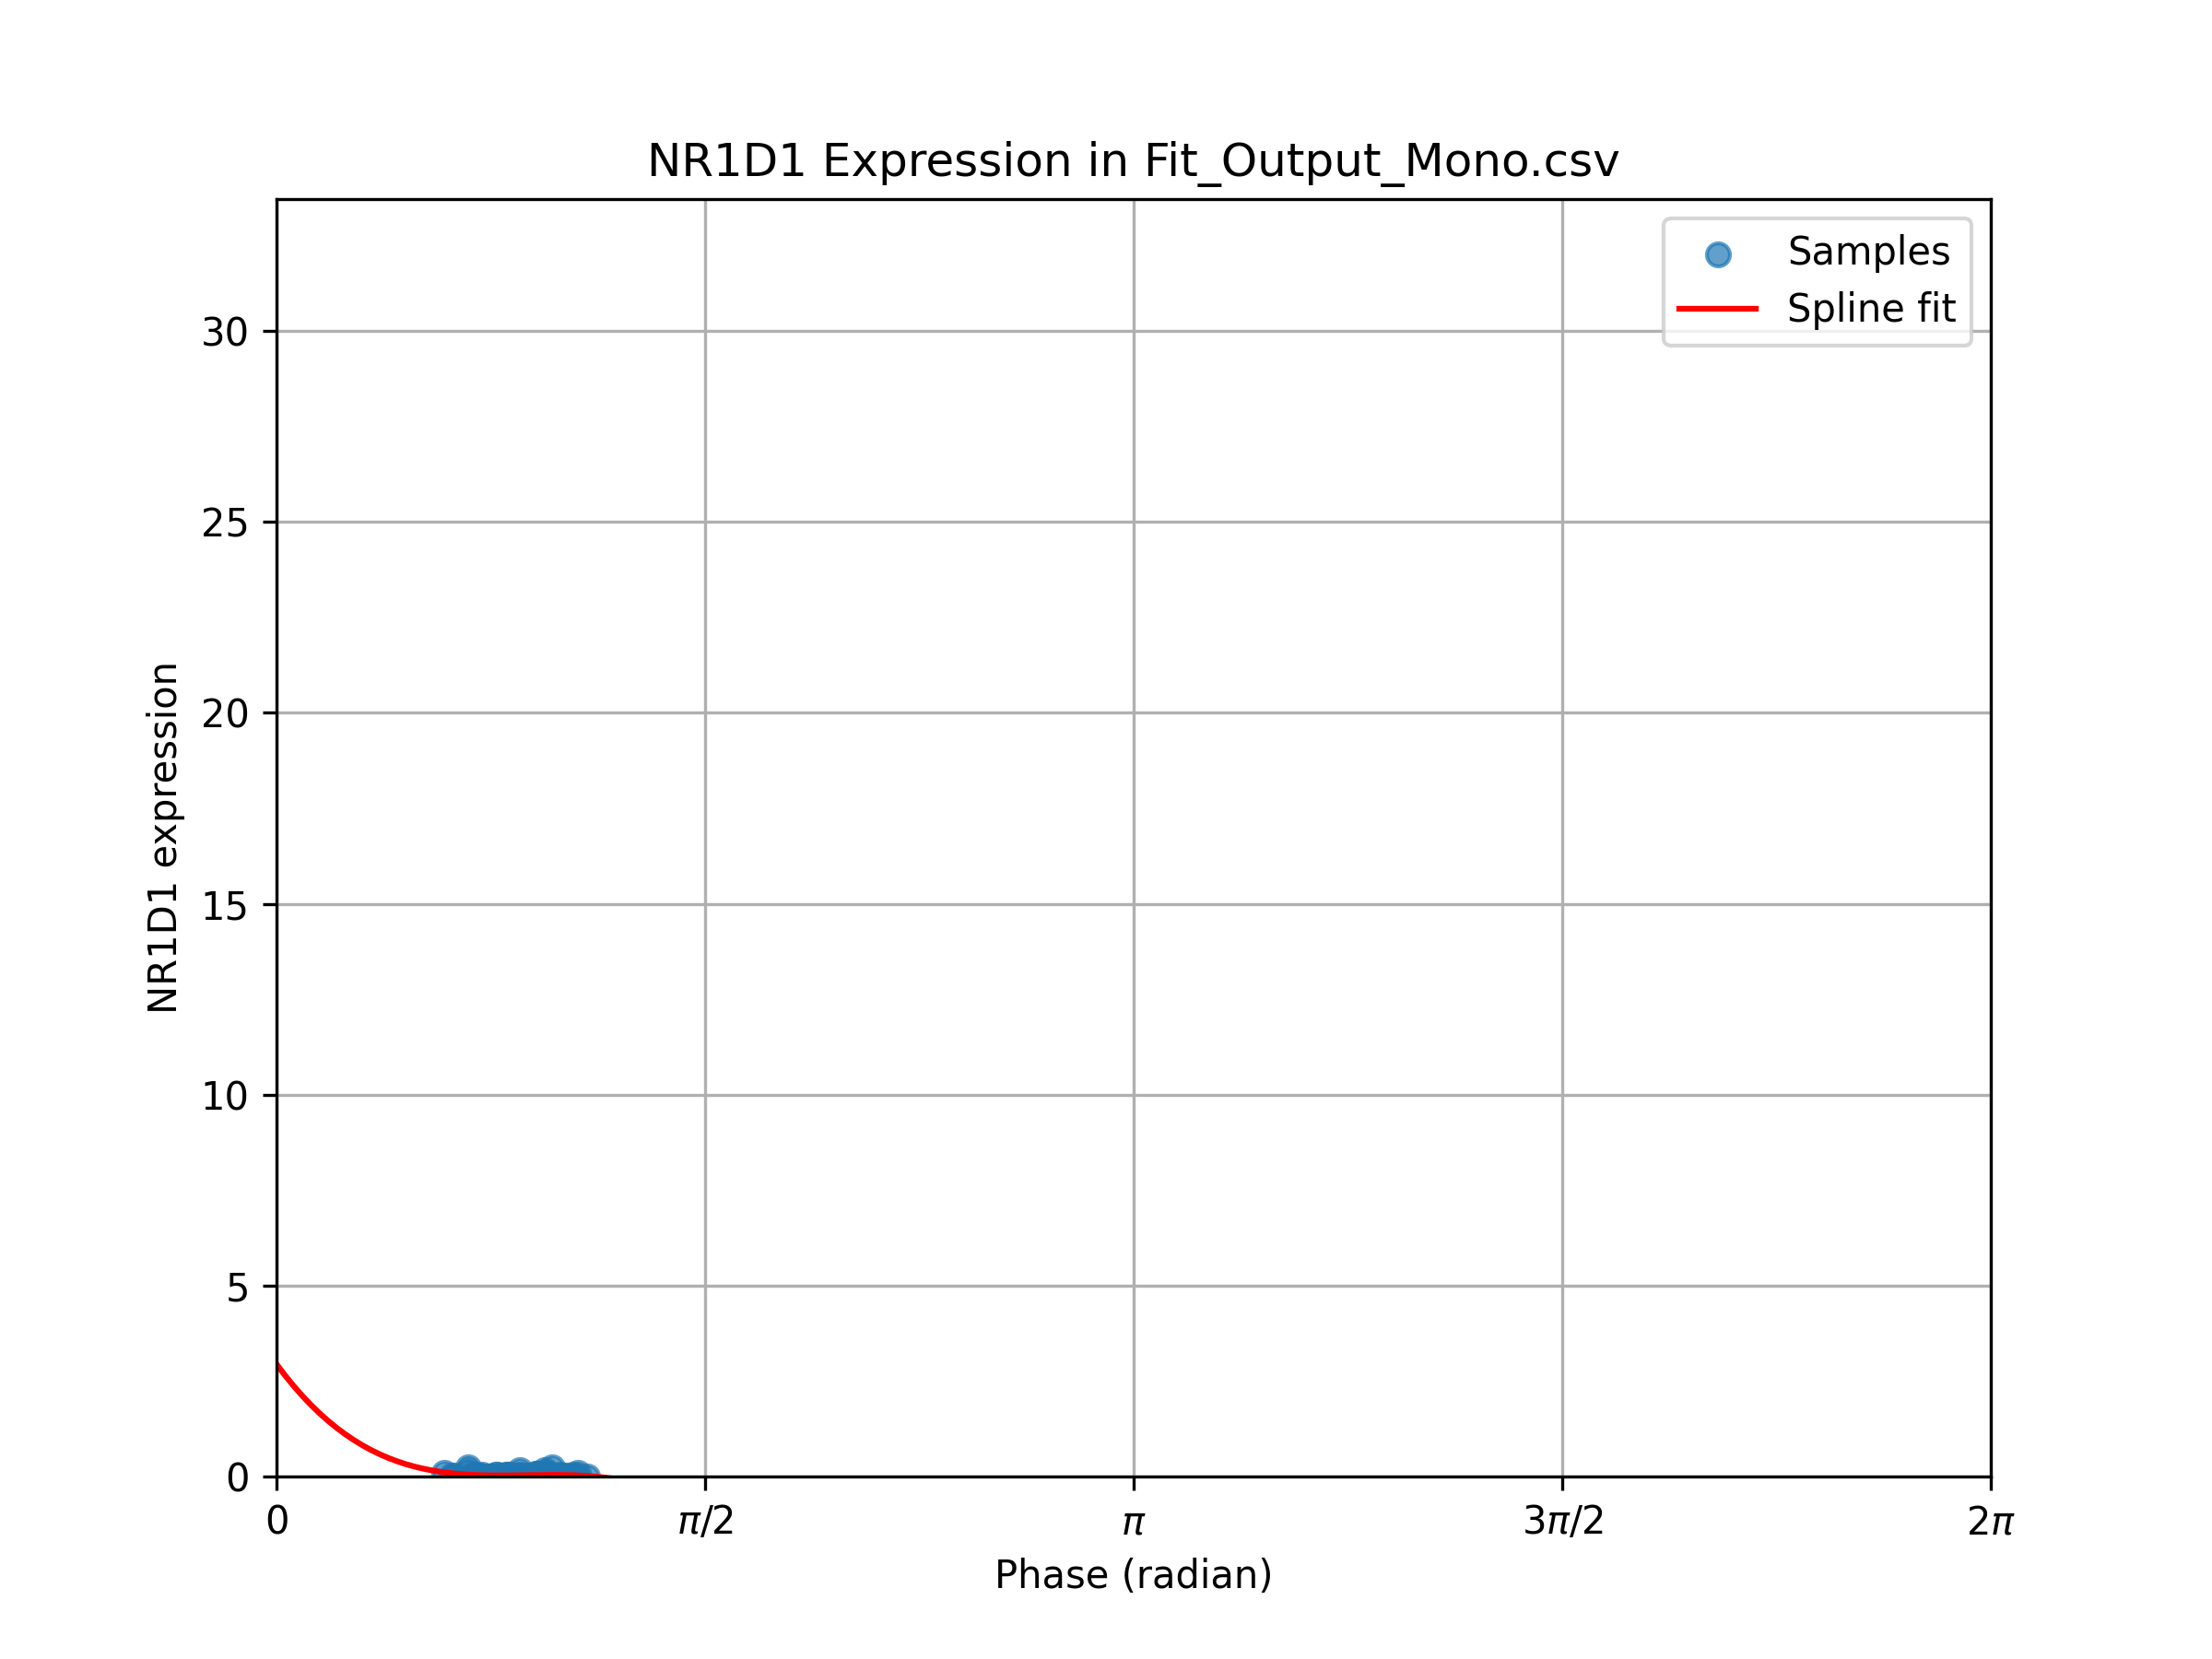 NR1D1 Expression in Fit_Output_Mono.csv
Samples
Spline fit
NR1D1 expression
30
25
20
15
10
5
0
0 π/2 π 3π/2 2π
Phase (radian)